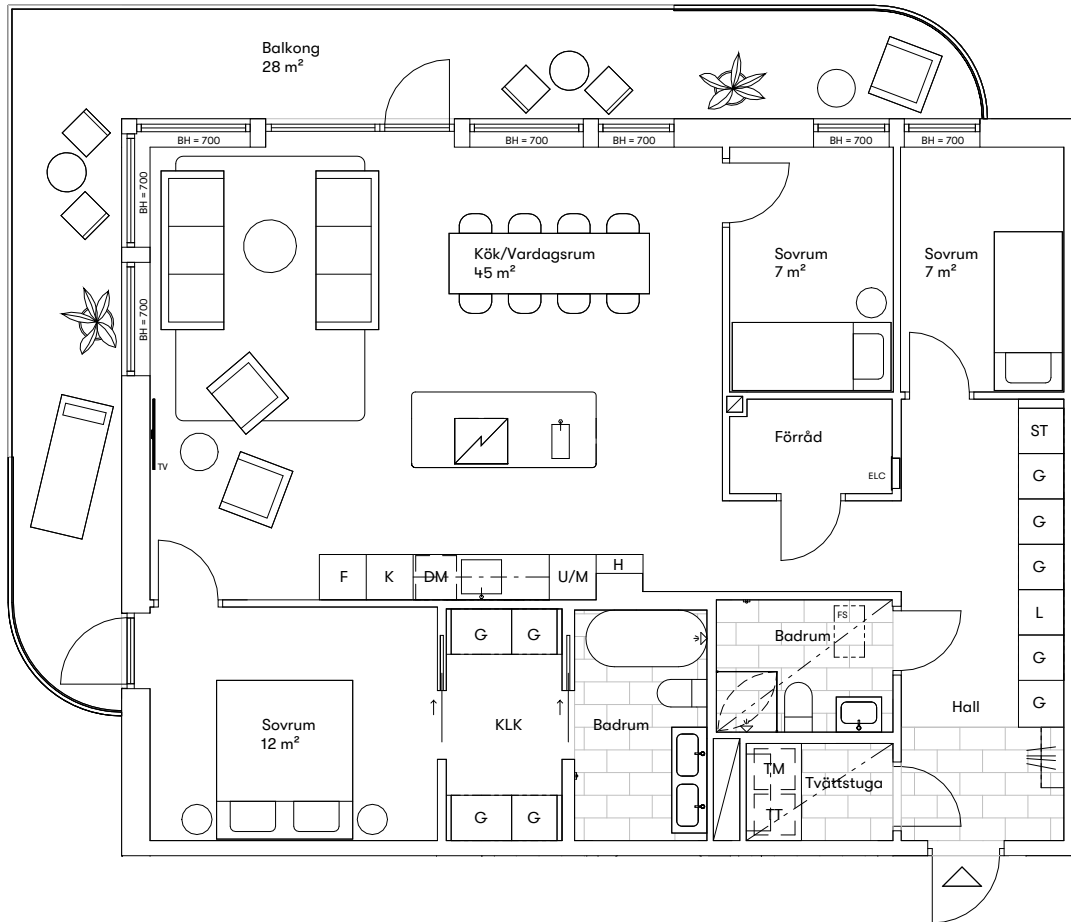 Balkong
28 m²
BH = 700
BH = 700
BH = 700
BH = 700
BH = 700
BH = 700
BH = 700
Kök/Vardagsrum
45 m²
Sovrum
7 m²
Sovrum
7 m²
TV
Förråd
ELC
ST
G
G
G
L
G
G
F
K
DM
U/M
H
G
G
FS
Badrum
Sovrum
12 m²
KLK
Badrum
Hall
TM
Tvättstuga
TT
G
G